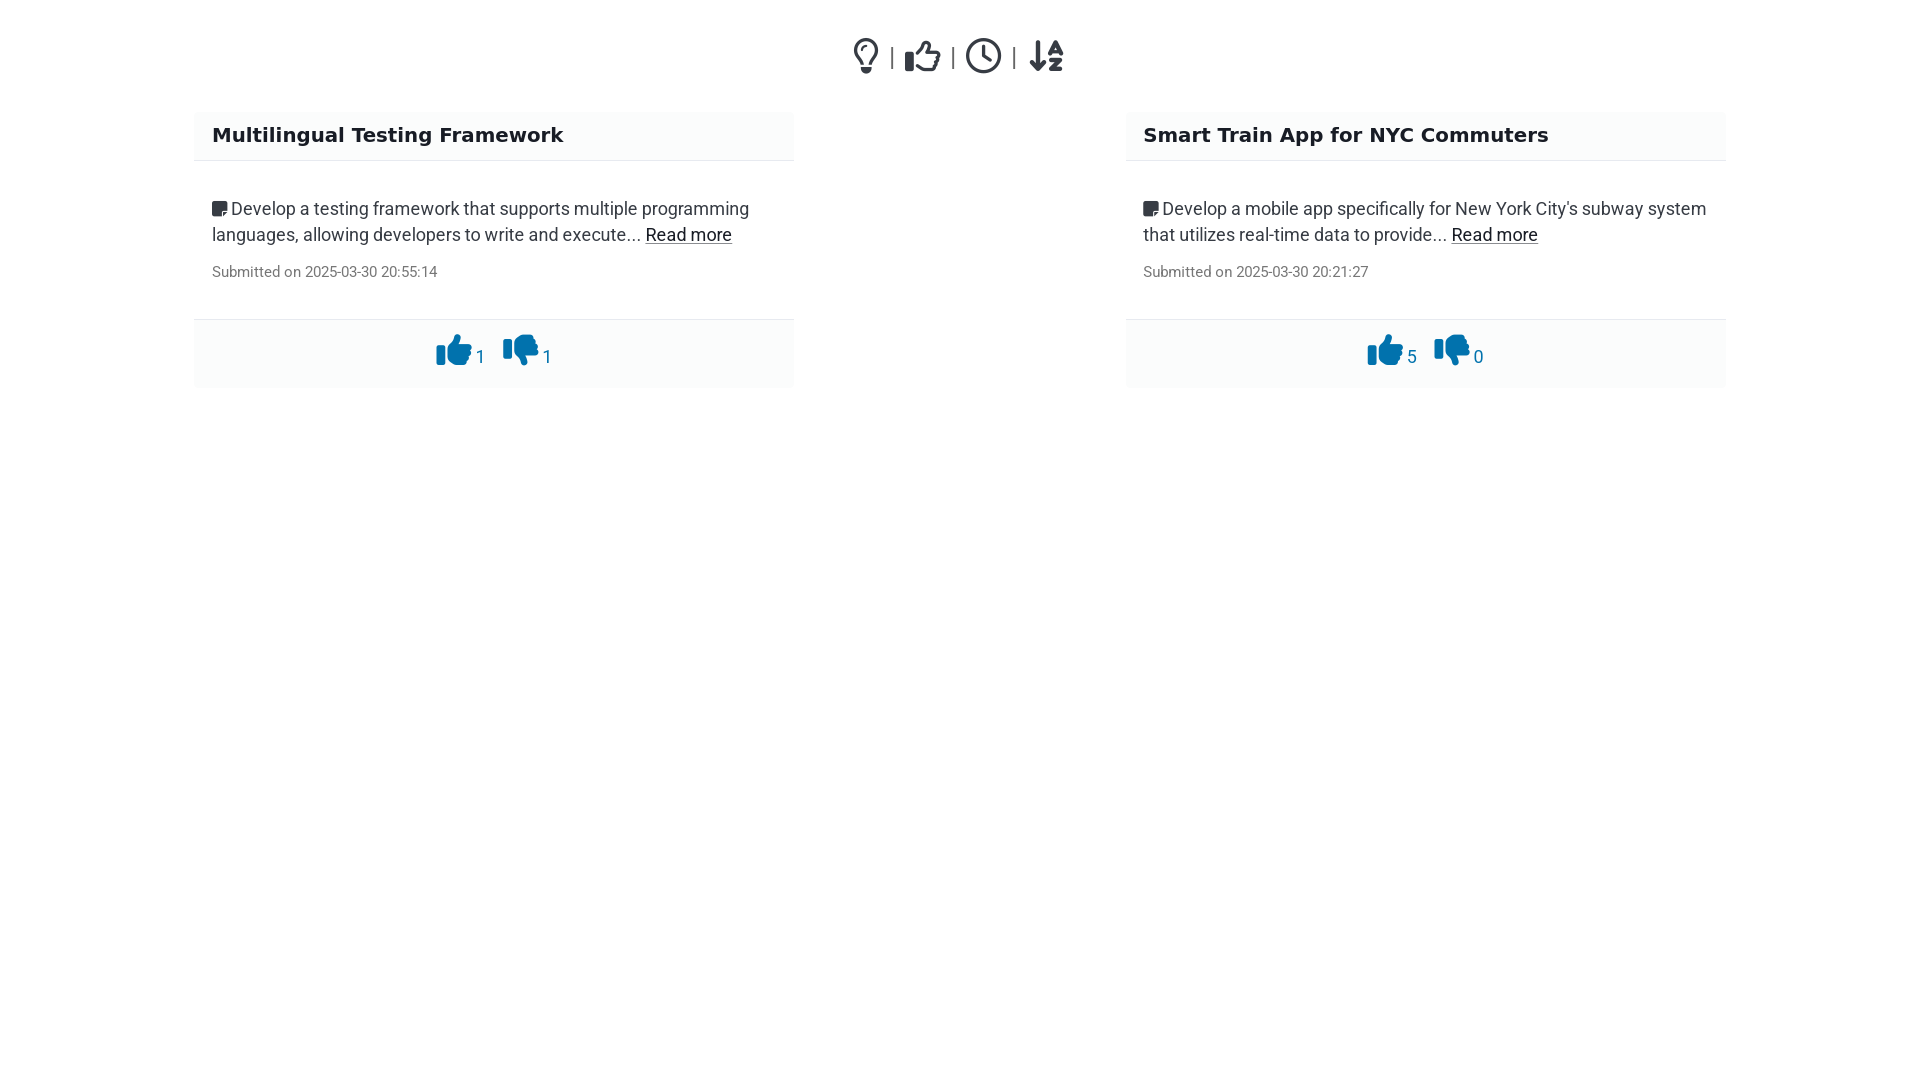 | | |
Multilingual Testing Framework
Develop a testing framework that supports multiple programming
languages, allowing developers to write and execute... Read more
Submitted on 2025-03-30 20:55:14
1 1
Smart Train App for NYC Commuters
Develop a mobile app specifically for New York City's subway system
that utilizes real-time data to provide... Read more
Submitted on 2025-03-30 20:21:27
5 0